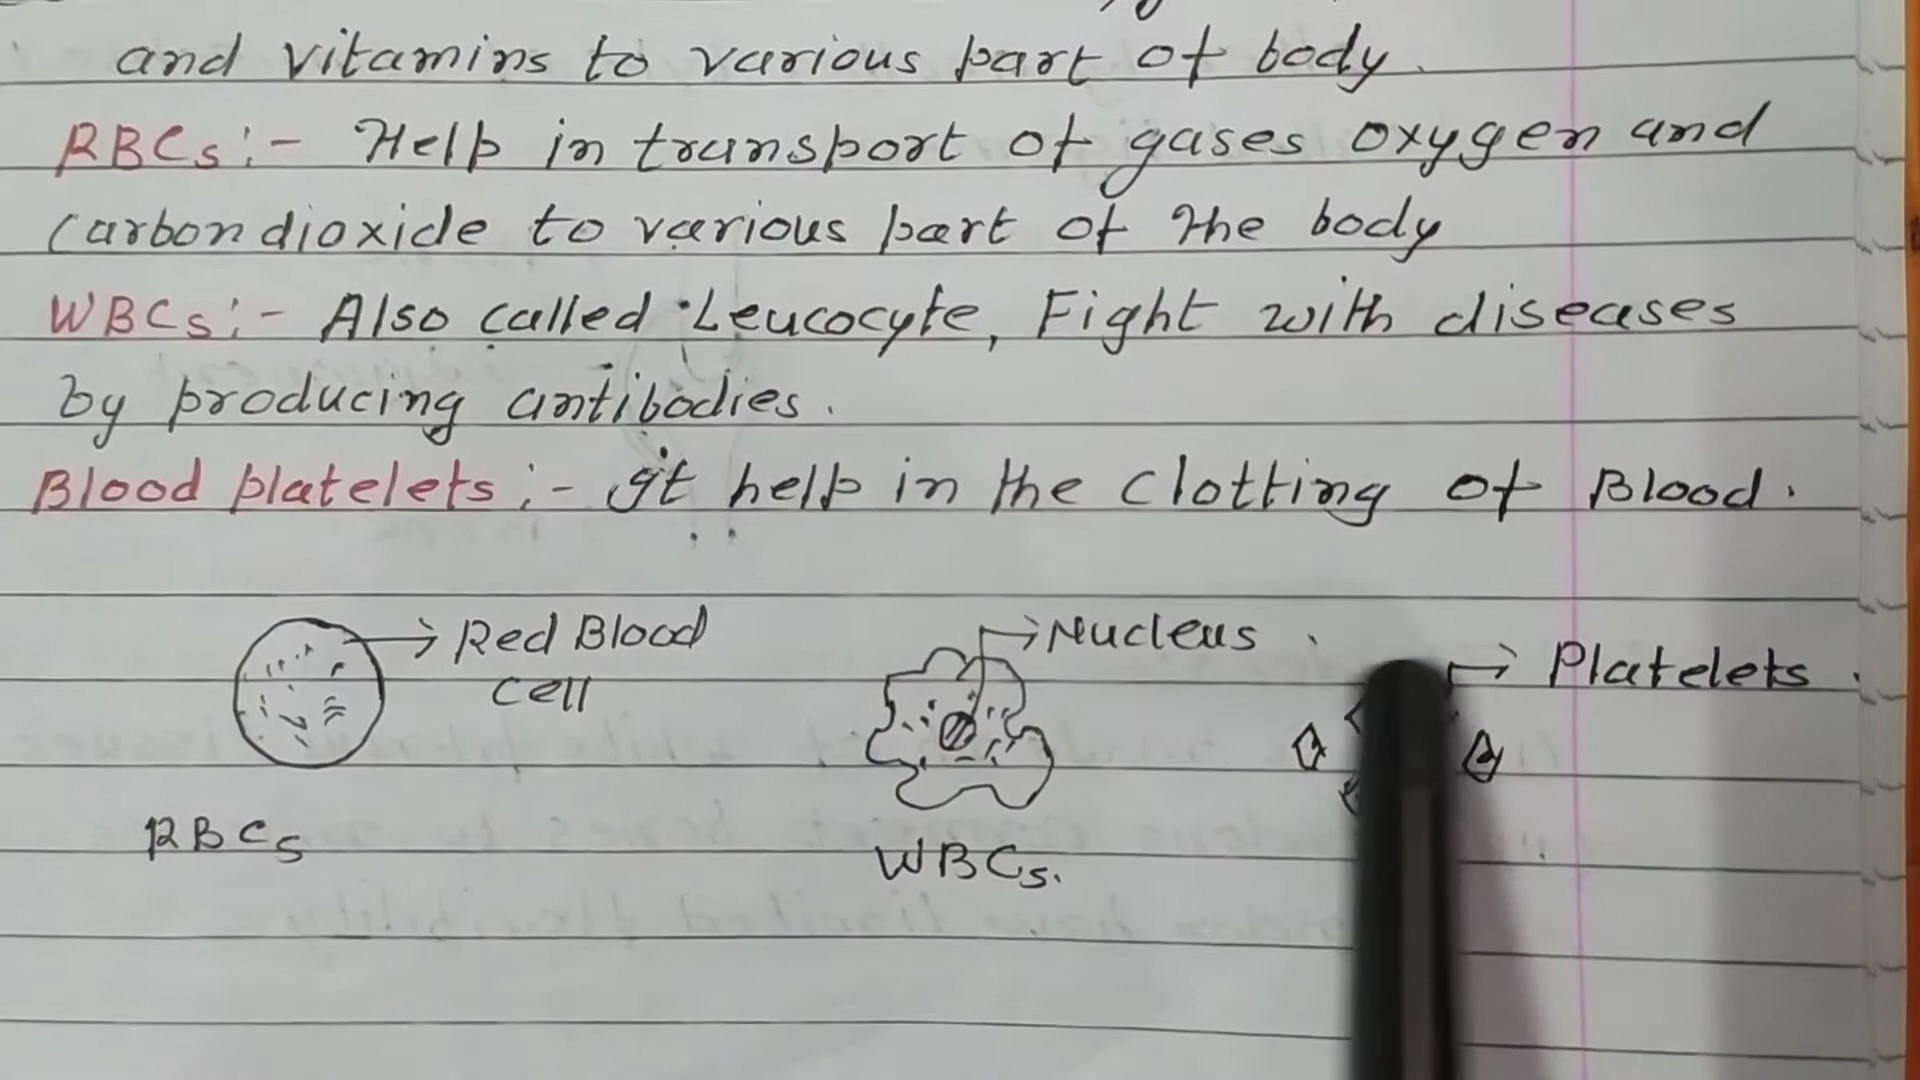 and vitamins to various part of body.
RBCs:- Help in transport of gases oxygen and
carbondioxide to various part of the body
WBCs:- Also called Leucocyte, Fight with diseases
by producing antibodies.
Blood platelets:- It help in the clotting of Blood.
Red Blood
cell
Nucleus
Platelets
RBCs
WBCs.